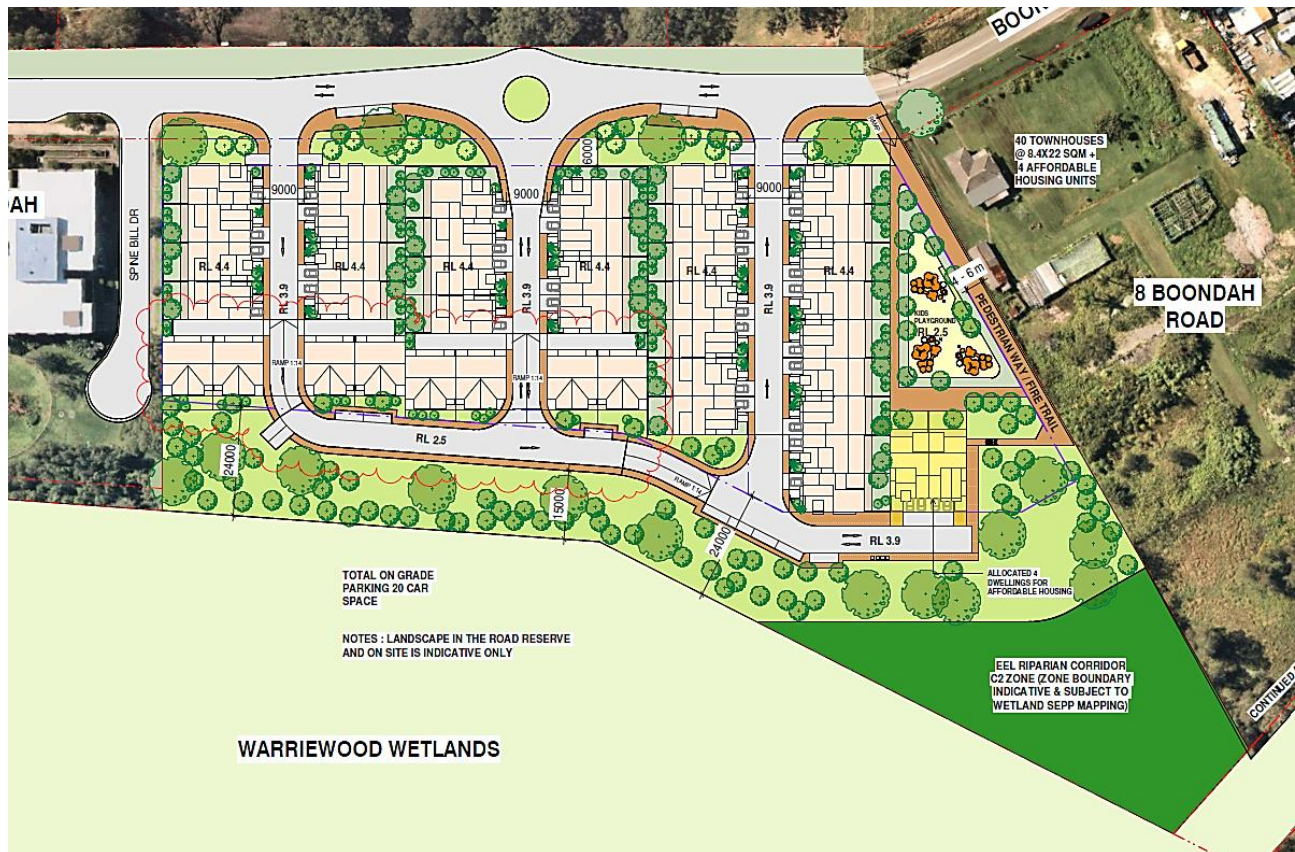 BOON
40 TOWNHOUSES
@ 8.4X22 SQM +
4 AFFORDABLE
HOUSING UNITS
RAMP
6000
9000
9000
9000
DAH
SPINE BILL DR
RL 4.4
RL 4.4
RL 4.4
RL 4.4
RL 4.4
RL 4.4
RL 3.9
RL 3.9
RL 3.9
4 - 6 m
8 BOONDAH
ROAD
KIDS
PLAYGROUND
RL 2.5
PEDESTRIAN WAY / FIRE TRAIL
RAMP 1:14
RAMP 1:14
RL 2.5
24000
15000
RAMP 1:14
24000
RL 3.9
ALLOCATED 4
DWELLINGS FOR
AFFORDABLE HOUSING
TOTAL ON GRADE
PARKING 20 CAR
SPACE
NOTES : LANDSCAPE IN THE ROAD RESERVE
AND ON SITE IS INDICATIVE ONLY
EEL RIPARIAN CORRIDOR
C2 ZONE (ZONE BOUNDARY
INDICATIVE & SUBJECT TO
WETLAND SEPP MAPPING)
CONTINUED
WARRIEWOOD WETLANDS